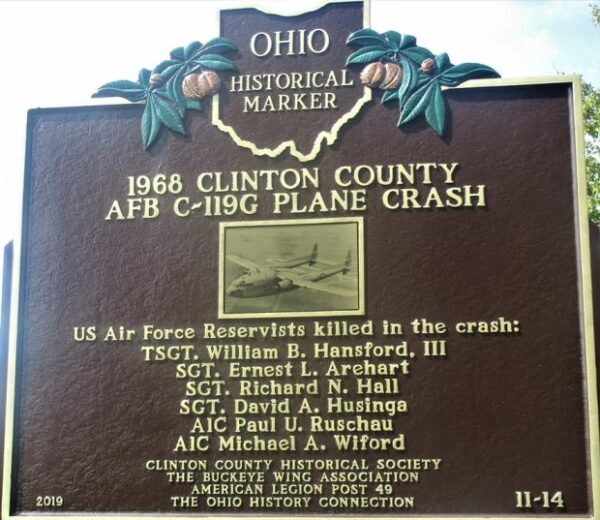 OHIO
HISTORICAL
MARKER
1968 CLINTON COUNTY
AFB C-119G PLANE CRASH
US Air Force Reservists killed in the crash:
TSGT. William B. Hansford, III
SGT. Ernest L. Arehart
SGT. Richard N. Hall
SGT. David A. Husinga
A1C Paul U. Ruschau
A1C Michael A. Wiford
CLINTON COUNTY HISTORICAL SOCIETY
THE BUCKEYE WING ASSOCIATION
AMERICAN LEGION POST 49
THE OHIO HISTORY CONNECTION
2019
11-14